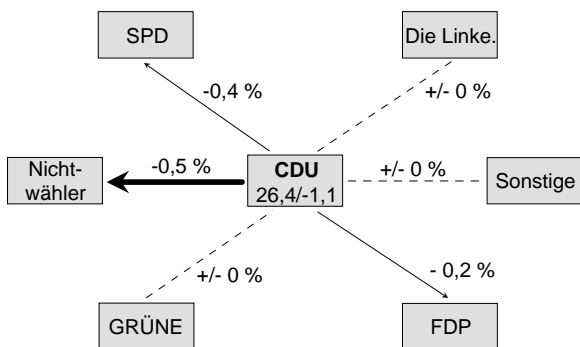 SPD
Die Linke.
-0,4 %
+/- 0 %
Nicht-
wähler
-0,5 %
CDU
26,4/-1,1
+/- 0 %
Sonstige
+/- 0 %
- 0,2 %
GRÜNE
FDP